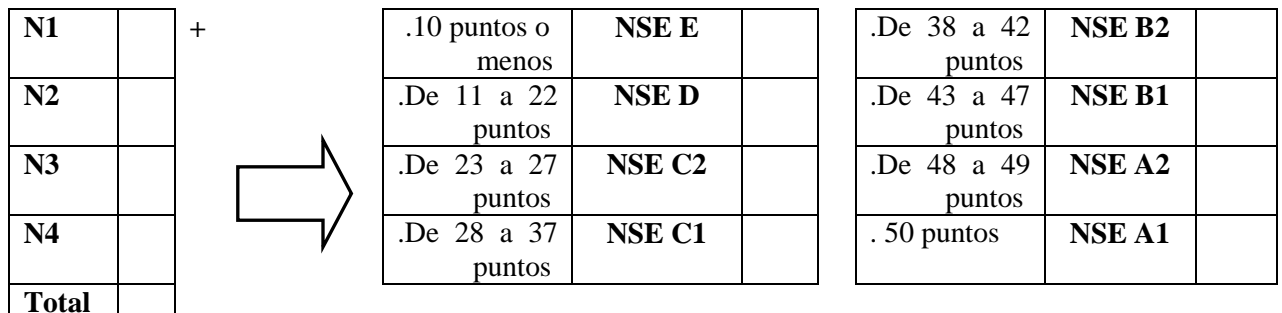 N1 +
N2
N3
N4
Total
.10 puntos o NSE E
menos
.De 11 a 22 NSE D
puntos
.De 23 a 27 NSE C2
puntos
.De 28 a 37 NSE C1
puntos
.De 38 a 42 NSE B2
puntos
.De 43 a 47 NSE B1
puntos
.De 48 a 49 NSE A2
puntos
. 50 puntos NSE A1